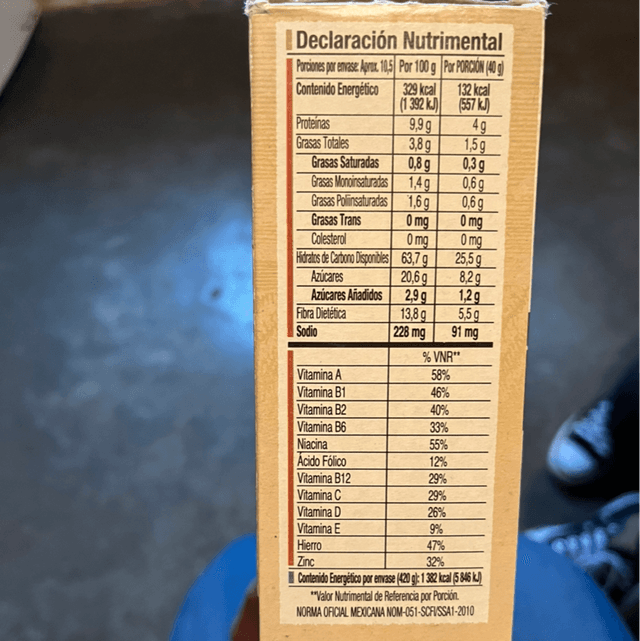 Declaración Nutrimental
Porciones por envase: Aprox. 10,5 Por 100 g Por PORCIÓN (40 g)
Contenido Energético 329 kcal 132 kcal
(1 392 kJ) (557 kJ)
Proteínas 9,9 g 4 g
Grasas Totales 3,8 g 1,5 g
Grasas Saturadas 0,8 g 0,3 g
Grasas Monoinsaturadas 1,4 g 0,6 g
Grasas Poliinsaturadas 1,6 g 0,6 g
Grasas Trans 0 mg 0 mg
Colesterol 0 mg 0 mg
Hidratos de Carbono Disponibles 63,7 g 25,5 g
Azúcares 20,6 g 8,2 g
Azúcares Añadidos 2,9 g 1,2 g
Fibra Dietética 13,8 g 5,5 g
Sodio 228 mg 91 mg
% VNR**
Vitamina A 58%
Vitamina B1 46%
Vitamina B2 40%
Vitamina B6 33%
Niacina 55%
Ácido Fólico 12%
Vitamina B12 29%
Vitamina C 29%
Vitamina D 26%
Vitamina E 9%
Hierro 47%
Zinc 32%
Contenido Energético por envase (420 g): 1 382 kcal (5 846 kJ)
**Valor Nutrimental de Referencia por Porción.
NORMA OFICIAL MEXICANA NOM-051-SCFI/SSA1-2010